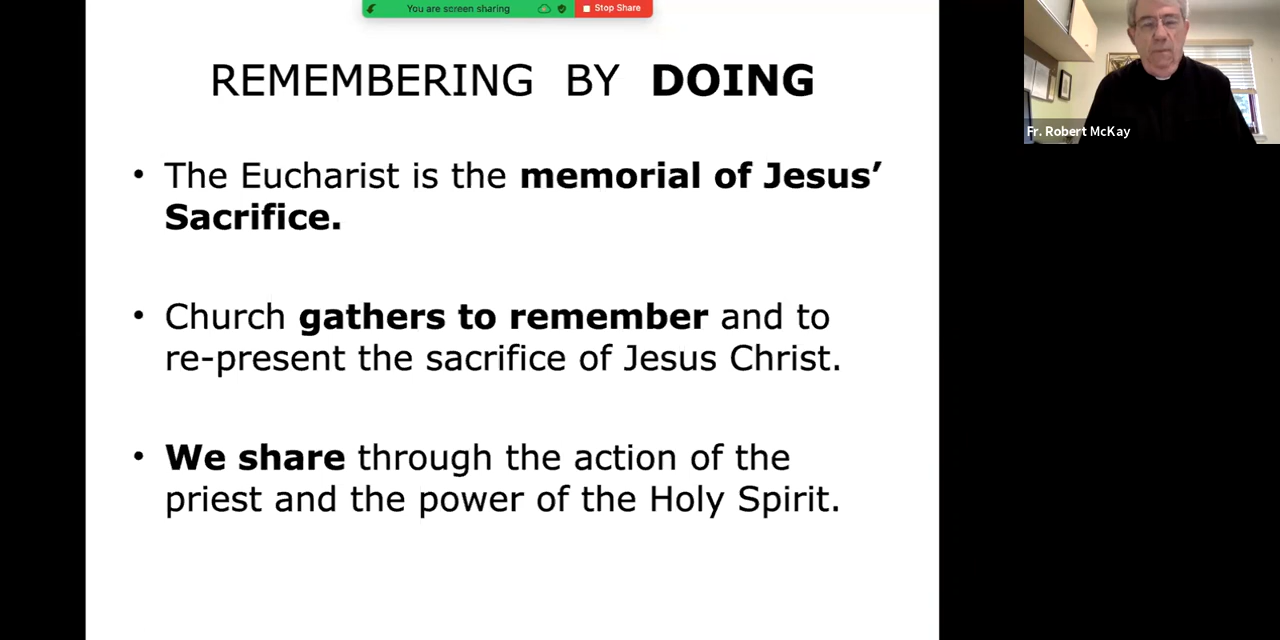 You are screen sharing
Stop Share
REMEMBERING BY DOING
• The Eucharist is the memorial of Jesus’
Sacrifice.
• Church gathers to remember and to
re-present the sacrifice of Jesus Christ.
• We share through the action of the
priest and the power of the Holy Spirit.
Fr. Robert McKay